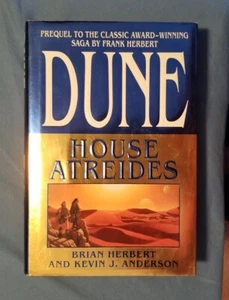 PREQUEL TO THE CLASSIC AWARD-WINNING
SAGA BY FRANK HERBERT
DUNE
HOUSE
ATREIDES
BRIAN HERBERT
AND KEVIN J. ANDERSON